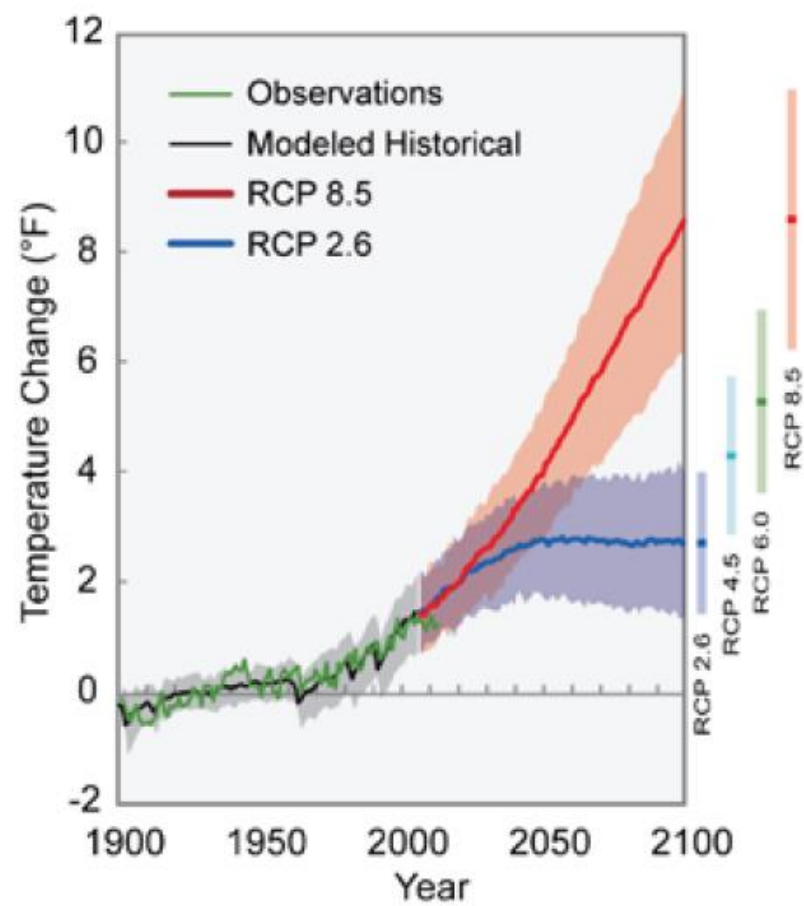 12
10
8
6
4
2
0
-2
Temperature Change (°F)
Observations
Modeled Historical
RCP 8.5
RCP 2.6
1900
1950
2000
2050
2100
Year
RCP 2.6
RCP 4.5
RCP 6.0
RCP 8.5